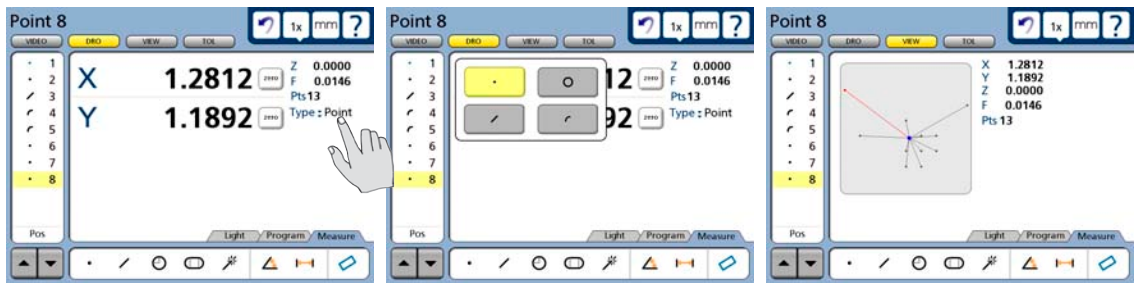 Point 8
1x mm ?
VIDEO DRO VIEW TOL
1
2
3
4
5
6
7
8
X 1.2812 zero
Y 1.1892 zero
Z 0.0000
F 0.0146
Pts 13
Type : Point
Pos
Light Program Measure
Point 8
1x mm ?
VIDEO DRO VIEW TOL
1
2
3
4
5
6
7
8
12 zero
92 zero
Z 0.0000
F 0.0146
Pts 13
Type : Point
Pos
Light Program Measure
Point 8
1x mm ?
VIDEO DRO VIEW TOL
1
2
3
4
5
6
7
8
X 1.2812
Y 1.1892
Z 0.0000
F 0.0146
Pts 13
Pos
Light Program Measure